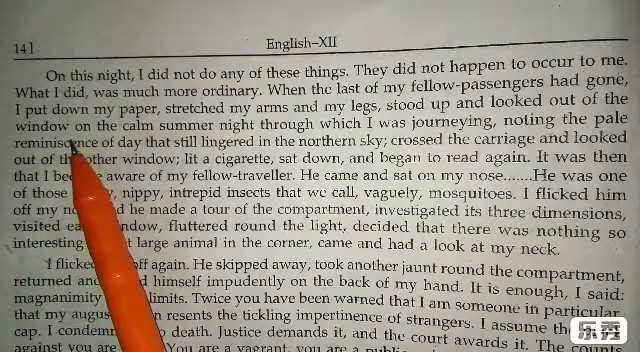 14]
English–XII
On this night, I did not do any of these things. They did not happen to occur to me.
What I did, was much more ordinary. When the last of my fellow-passengers had gone,
I put down my paper, stretched my arms and my legs, stood up and looked out of the
window on the calm summer night through which I was journeying, noting the pale
reminiscence of day that still lingered in the northern sky; crossed the carriage and looked
out of th other window; lit a cigarette, sat down, and began to read again. It was then
that I bec aware of my fellow-traveller. He came and sat on my nose.......He was one
of those y, nippy, intrepid insects that we call, vaguely, mosquitoes. I flicked him
off my no d he made a tour of the compartment, investigated its three dimensions,
visited ea ndow, fluttered round the light, decided that there was nothing so
interesting t large animal in the corner, came and had a look at my neck.
I flicked off again. He skipped away, took another jaunt round the compartment,
returned and d himself impudently on the back of my hand. It is enough, I said:
magnanimity limits. Twice you have been warned that I am someone in particular,
that my augus n resents the tickling impertinence of strangers. I assume th
cap. I condemn o death. Justice demands it, and the court awards it. The
against you are You are a vagrant, you are a
乐秀